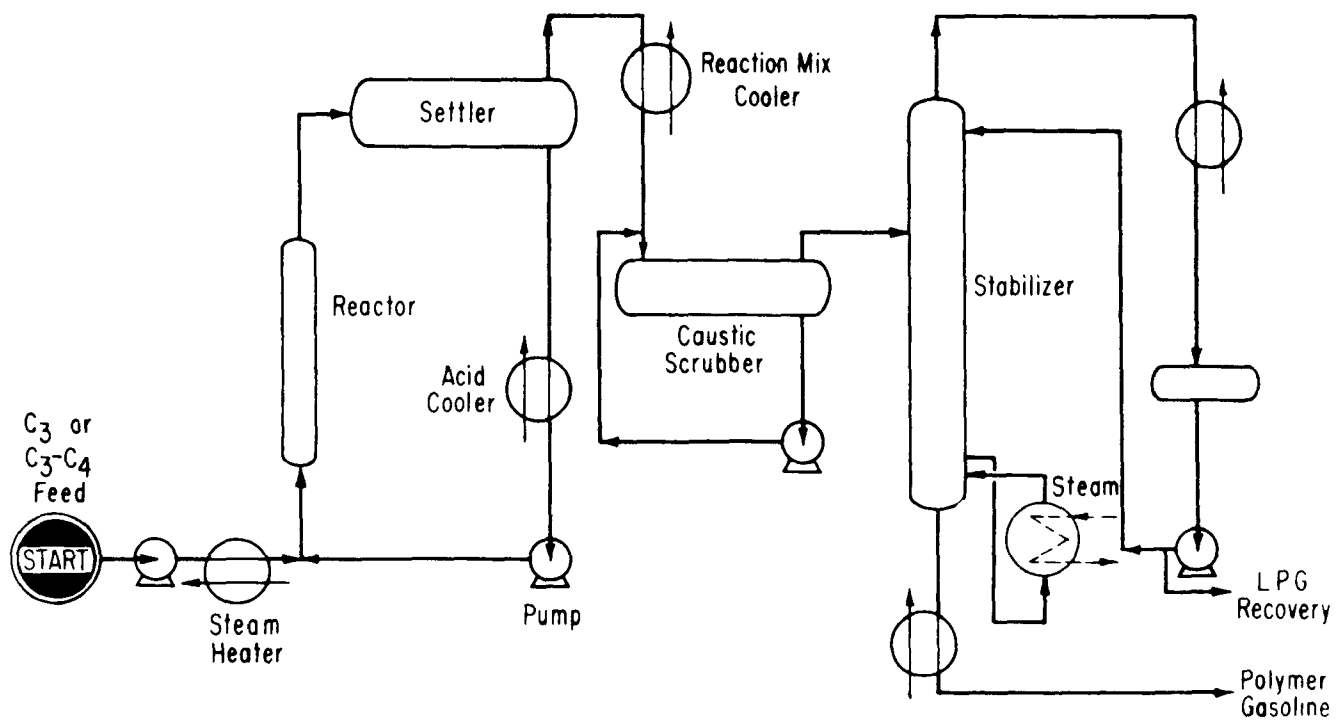 Reaction Mix
Cooler
Settler
Reactor
Stabilizer
Caustic
Scrubber
Acid
Cooler
C3 or
C3-C4
Feed
START
Steam
Heater
Pump
Steam
LPG
Recovery
Polymer
Gasoline